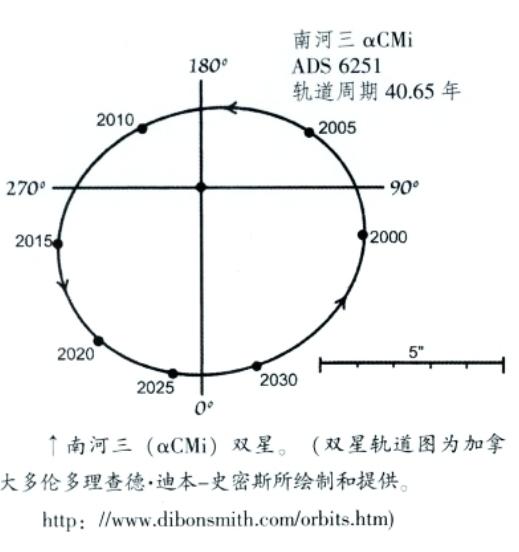 南河三 αCMi
ADS 6251
轨道周期 40.65 年
180°
2010
2005
270°
90°
2015
2000
5"
2020
2025
2030
0°
↑南河三 (αCMi) 双星。 (双星轨道图为加拿
大多伦多理查德·迪本-史密斯所绘制和提供。
http: //www.dibonsmith.com/orbits.htm)